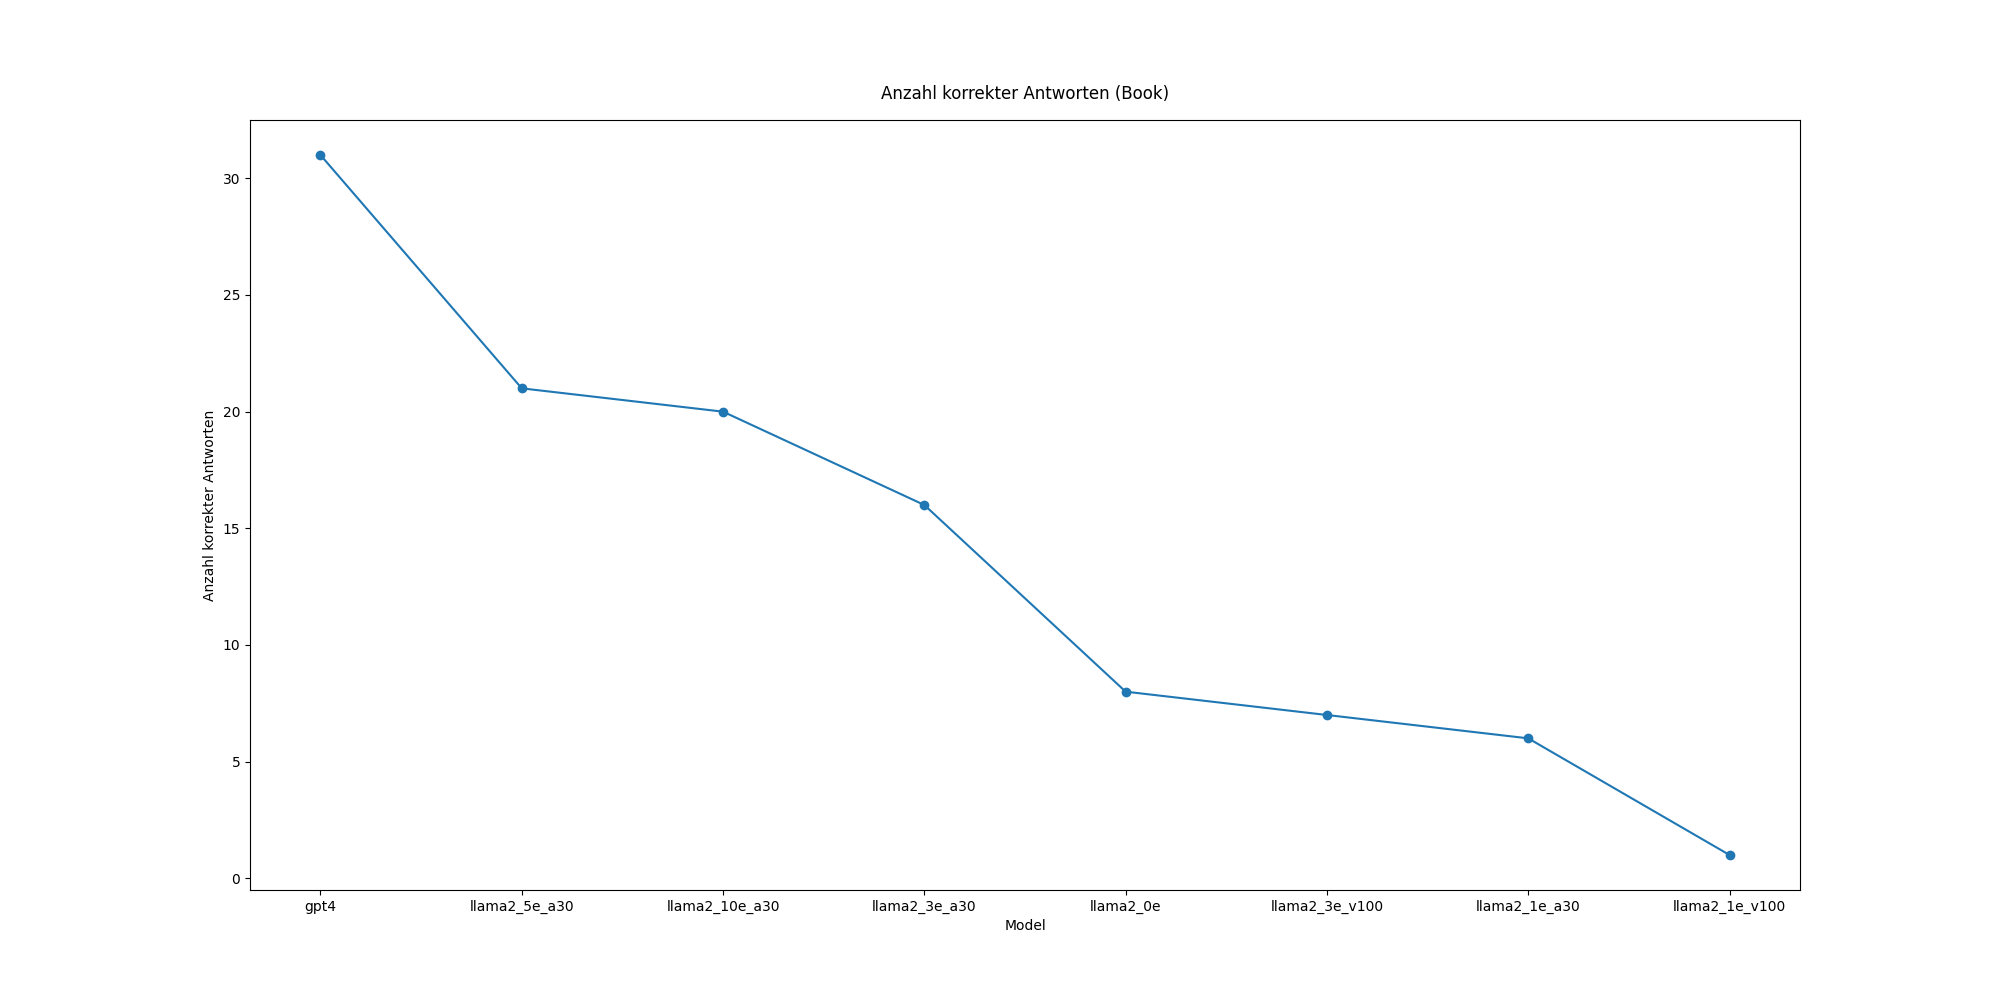 Anzahl korrekter Antworten (Book)
Anzahl korrekter Antworten
30
25
20
15
10
5
0
gpt4 llama2_5e_a30 llama2_10e_a30 llama2_3e_a30 llama2_0e llama2_3e_v100 llama2_1e_a30 llama2_1e_v100
Model